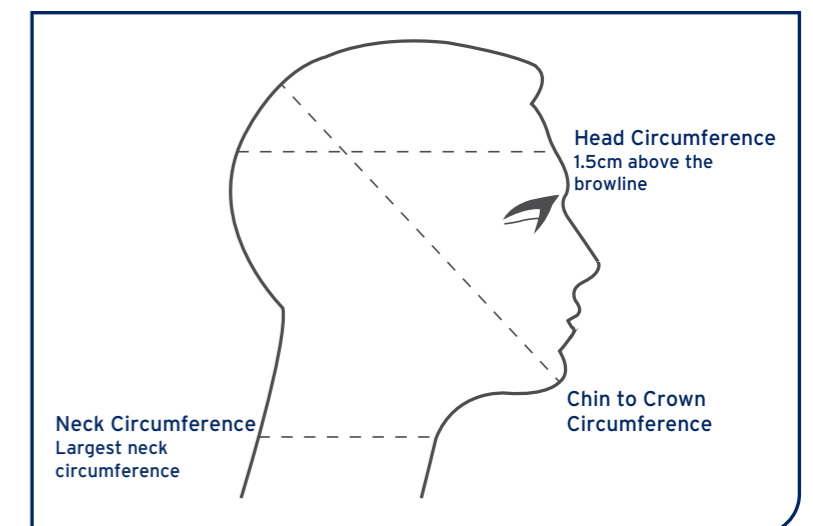 Head Circumference
1.5cm above the
browline
Chin to Crown
Circumference
Neck Circumference
Largest neck
circumference